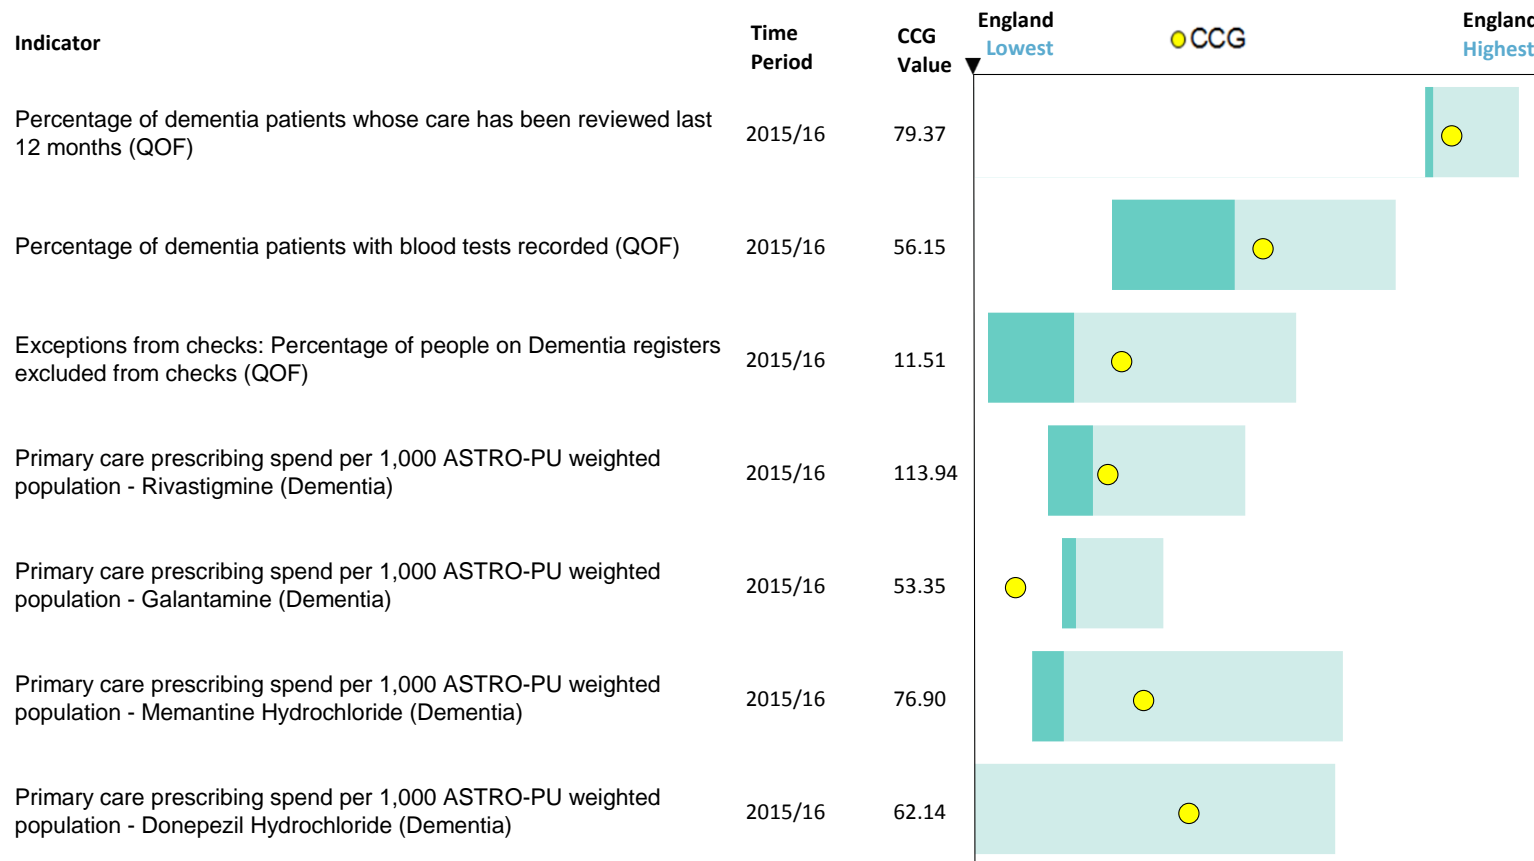 Indicator
Time
Period
CCG
Value
England
Lowest
CCG
England
Highest
Percentage of dementia patients whose care has been reviewed last
12 months (QOF)
2015/16
79.37
Percentage of dementia patients with blood tests recorded (QOF)
2015/16
56.15
Exceptions from checks: Percentage of people on Dementia registers
excluded from checks (QOF)
2015/16
11.51
Primary care prescribing spend per 1,000 ASTRO-PU weighted
population - Rivastigmine (Dementia)
2015/16
113.94
Primary care prescribing spend per 1,000 ASTRO-PU weighted
population - Galantamine (Dementia)
2015/16
53.35
Primary care prescribing spend per 1,000 ASTRO-PU weighted
population - Memantine Hydrochloride (Dementia)
2015/16
76.90
Primary care prescribing spend per 1,000 ASTRO-PU weighted
population - Donepezil Hydrochloride (Dementia)
2015/16
62.14